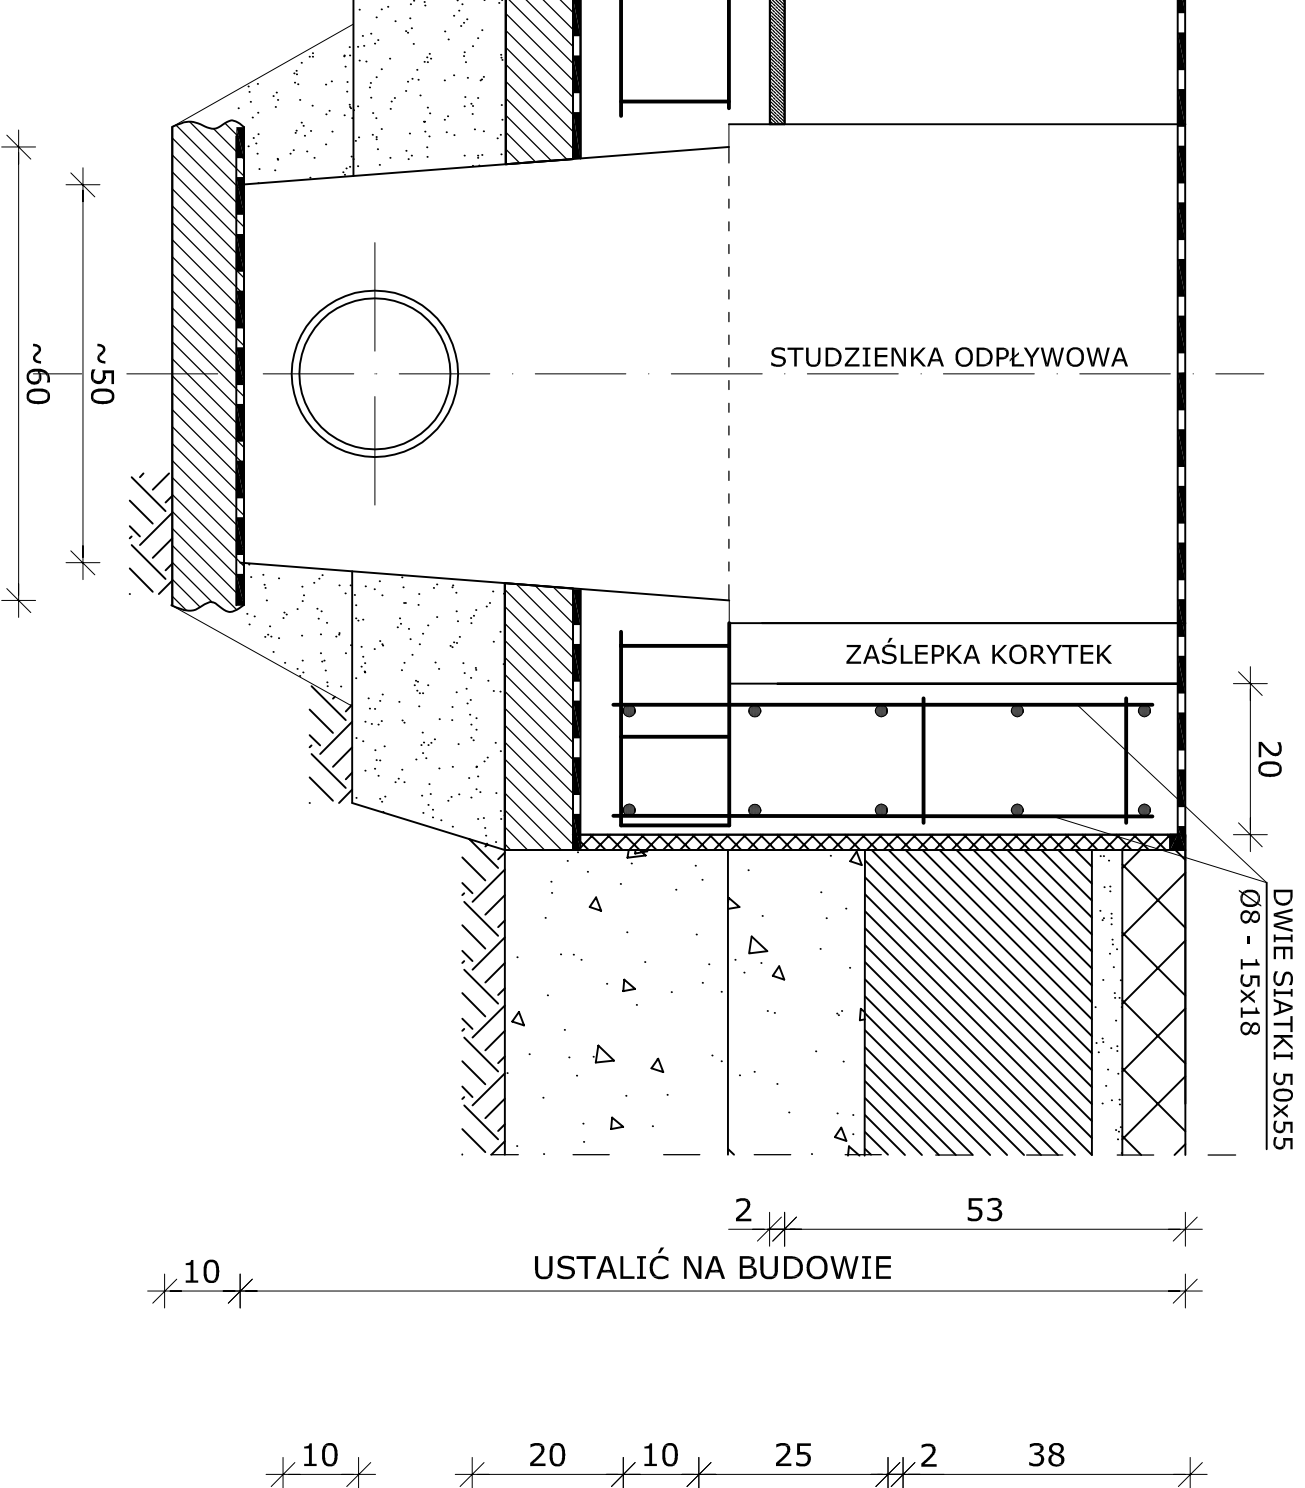 STUDZIENKA ODPŁYWOWA
~60
~50
ZAŚLEPKA KORYTEK
20
DWIE SIATKI 50x55
Ø8 - 15x18
2
53
USTALIĆ NA BUDOWIE
10
10
20
10
25
2
38